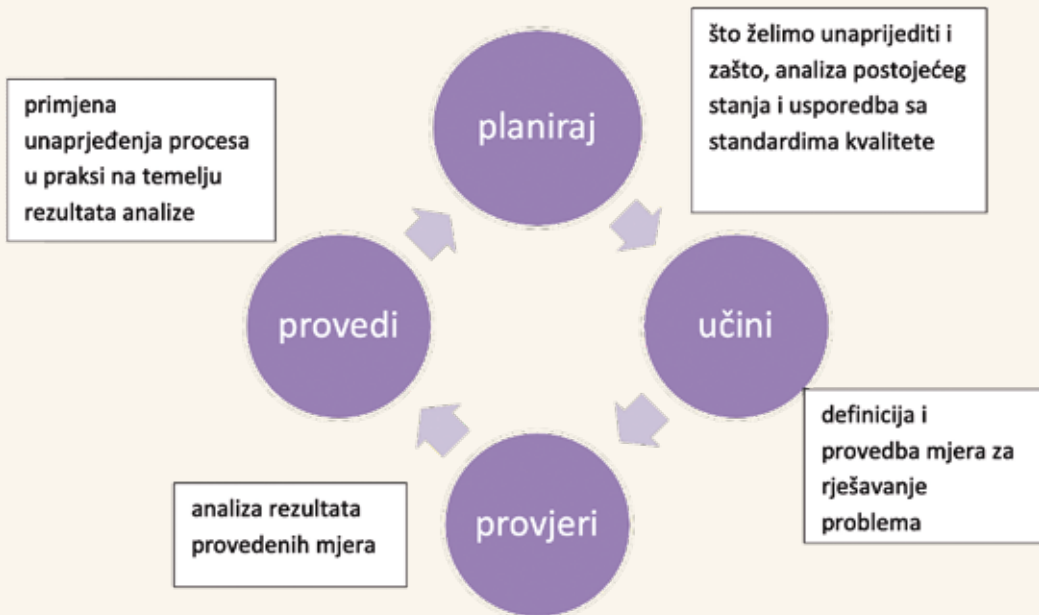 planiraj
što želimo unaprijediti i
zašto, analiza postojećeg
stanja i usporedba sa
standardima kvalitete
učini
definicija i
provedba mjera za
rješavanje
problema
provjeri
analiza rezultata
provedenih mjera
provedi
primjena
unaprjeđenja procesa
u praksi na temelju
rezultata analize